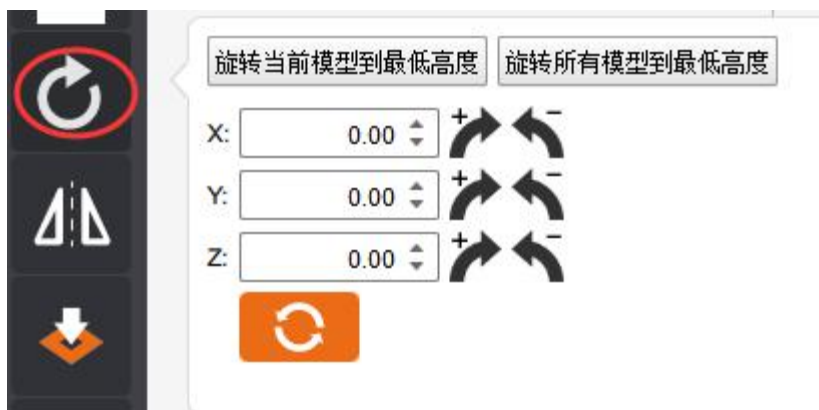 旋转当前模型到最低高度 旋转所有模型到最低高度
X: 0.00 + -
Y: 0.00 + -
Z: 0.00 + -